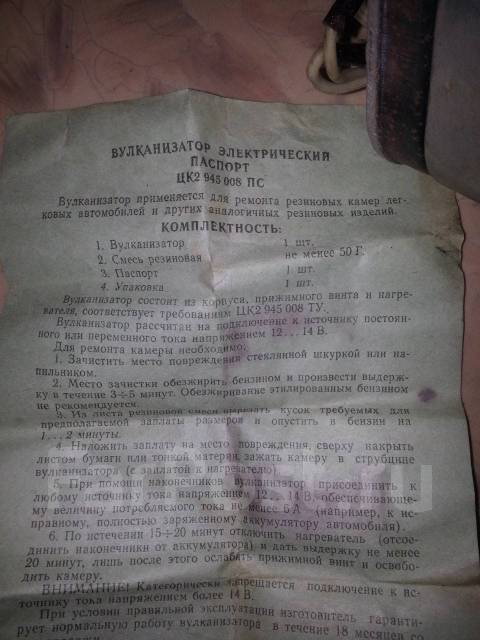 ВУЛКАНИЗАТОР ЭЛЕКТРИЧЕСКИЙ
ПАСПОРТ
ЦК2 945 008 ПС
Вулканизатор применяется для ремонта резиновых камер лег-
ковых автомобилей и других аналогичных резиновых изделий.
КОМПЛЕКТНОСТЬ:
1. Вулканизатор 1 шт.
2. Смесь резиновая не менее 50 Г.
3. Паспорт 1 шт.
4. Упаковка 1 шт.
Вулканизатор состоит из корпуса, прижимного винта и нагре-
вателя, соответствует требованиям ЦК2 945 008 ТУ.
Вулканизатор рассчитан на подключение к источнику постоян-
ного или переменного тока напряжением 12...14 В.
Для ремонта камеры необходимо:
1. Зачистить место повреждения стеклянной шкуркой или на-
пильником.
2. Место зачистки обезжирить бензином и произвести выдерж-
ку в течение 3÷5 минут. Обезжиривание этилированным бензином
не рекомендуется.
3. Из листа резиновой смеси вырезать кусок требуемых для
предполагаемой заплаты размеров и опустить в бензин на
1...2 минуты.
4. Наложить заплату на место повреждения, сверху накрыть
листом бумаги или тонкой материи, зажать камеру в струбцине
вулканизатора (с заплатой к нагревателю).
5. При помощи наконечников вулканизатор присоединить к
любому источнику тока напряжением 12...14 В, обеспечивающе-
му величину потребляемого тока не менее 5 А (например, к ис-
правному, полностью заряженному аккумулятору автомобиля).
6. По истечении 15÷20 минут отключить нагреватель (отсое-
динить наконечники от аккумулятора) и дать выдержку не менее
20 минут, лишь после этого ослабить прижимной винт и освобо-
дить камеру.
ВНИМАНИЕ! Категорически запрещается подключение к ис-
точнику тока напряжением более 14 В.
При условии правильной эксплуатации изготовитель гаранти-
рует нормальную работу вулканизатора в течение 18 месяцев со